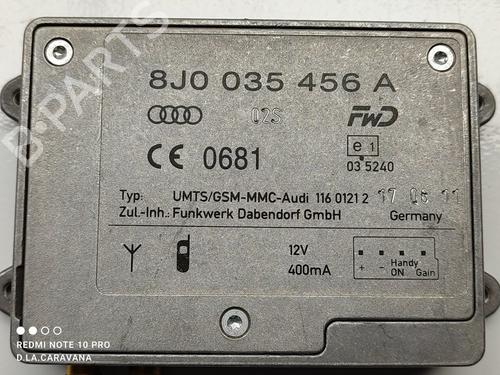 8J0 035 456 A
02S FWD
CE 0681 e1
03 5240
Typ: UMTS/GSM-MMC-Audi 116 0121 2
Zul.-Inh.: Funkwerk Dabendorf GmbH Germany
12V
400mA
+ - Handy ON Gain
B-PARTS
REDMI NOTE 10 PRO
D.LA.CARAVANA